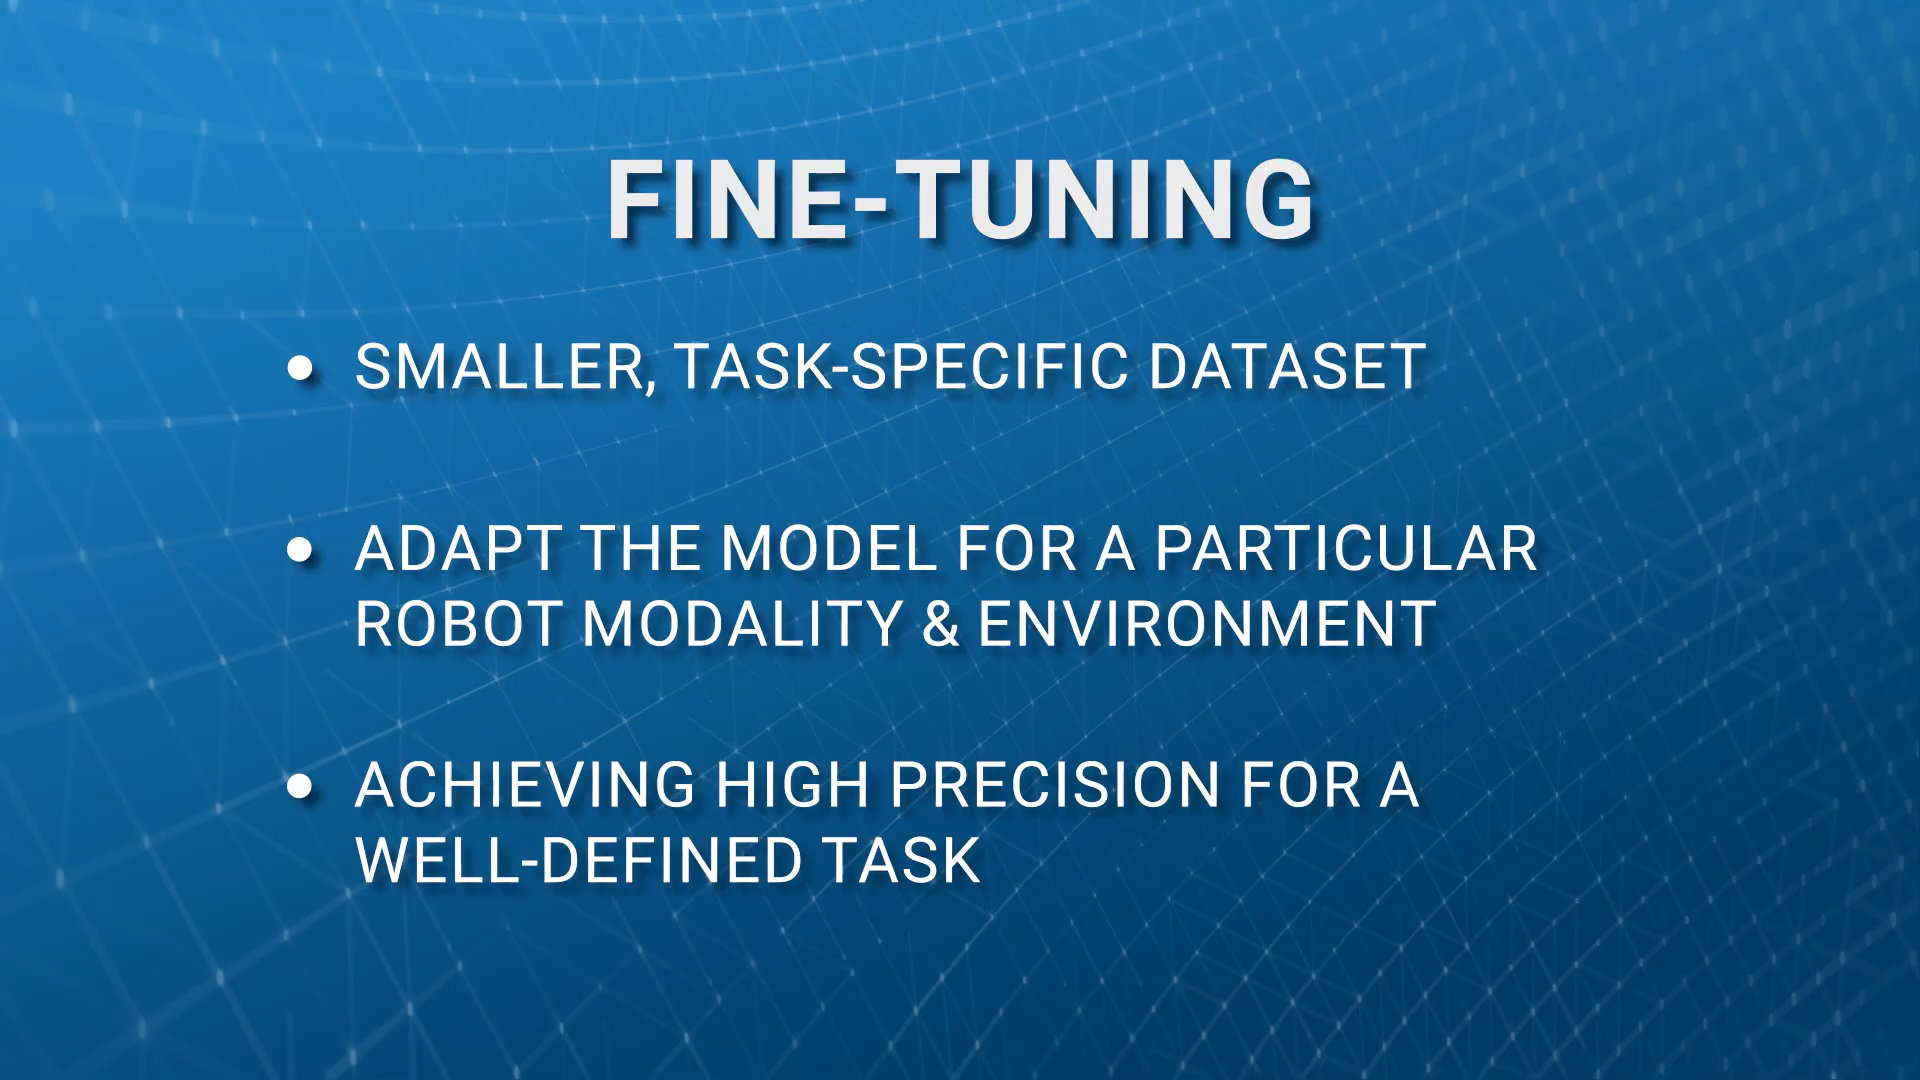 FINE-TUNING
● SMALLER, TASK-SPECIFIC DATASET
● ADAPT THE MODEL FOR A PARTICULAR
ROBOT MODALITY & ENVIRONMENT
● ACHIEVING HIGH PRECISION FOR A
WELL-DEFINED TASK